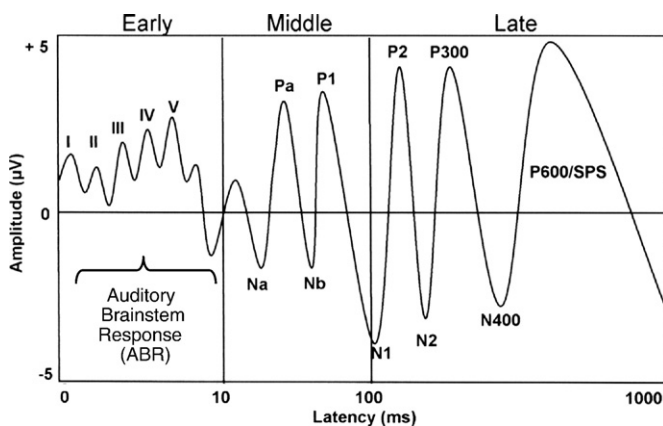 Early Middle Late
+ 5
P2 P300
Pa P1
I II III IV V
P600/SPS
Amplitude (µV)
0
Na Nb
Auditory
Brainstem
Response
(ABR)
N400
N1 N2
-5
0 10 100 1000
Latency (ms)